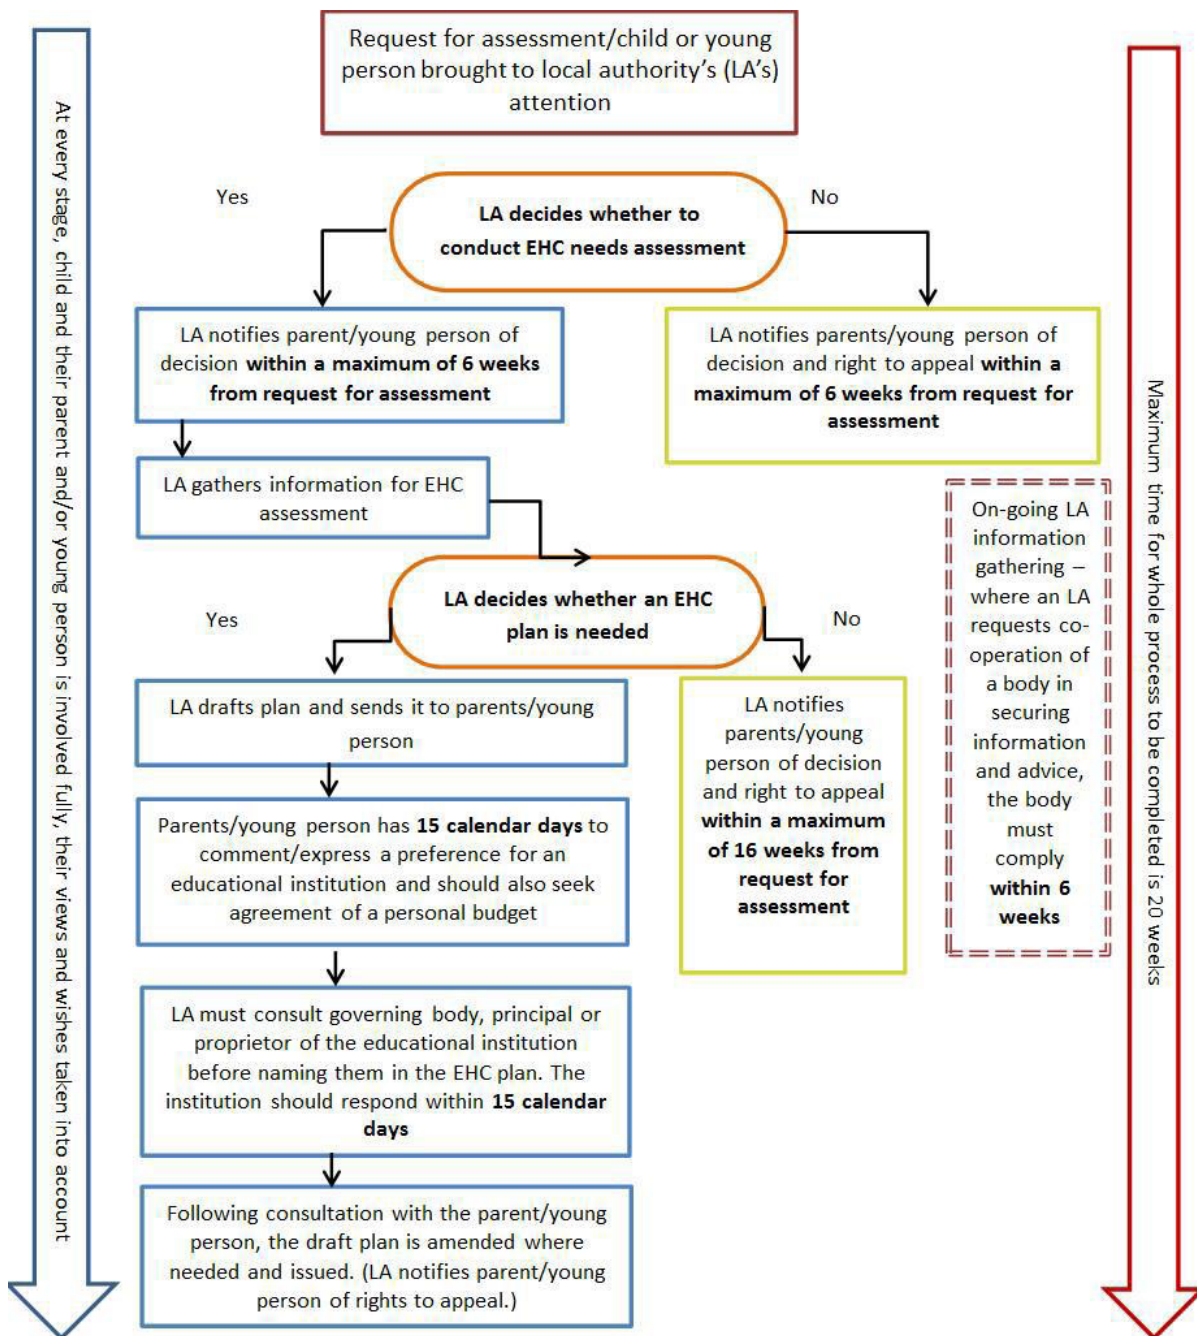 Request for assessment/child or young
person brought to local authority's (LA's)
attention
At every stage, child and their parent and/or young person is involved fully, their views and wishes taken into account
Maximum time for whole process to be completed is 20 weeks
Yes
LA decides whether to
conduct EHC needs assessment
No
LA notifies parent/young person of
decision within a maximum of 6 weeks
from request for assessment
LA notifies parents/young person of
decision and right to appeal within a
maximum of 6 weeks from request for
assessment
LA gathers information for EHC
assessment
On-going LA
information
gathering –
where an LA
requests co-
operation of
a body in
securing
information
and advice,
the body
must
comply
within 6
weeks
Yes
LA decides whether an EHC
plan is needed
No
LA drafts plan and sends it to parents/young
person
LA notifies
parents/young
person of decision
and right to appeal
within a maximum
of 16 weeks from
request for
assessment
Parents/young person has 15 calendar days to
comment/express a preference for an
educational institution and should also seek
agreement of a personal budget
LA must consult governing body, principal or
proprietor of the educational institution
before naming them in the EHC plan. The
institution should respond within 15 calendar
days
Following consultation with the parent/young
person, the draft plan is amended where
needed and issued. (LA notifies parent/young
person of rights to appeal.)